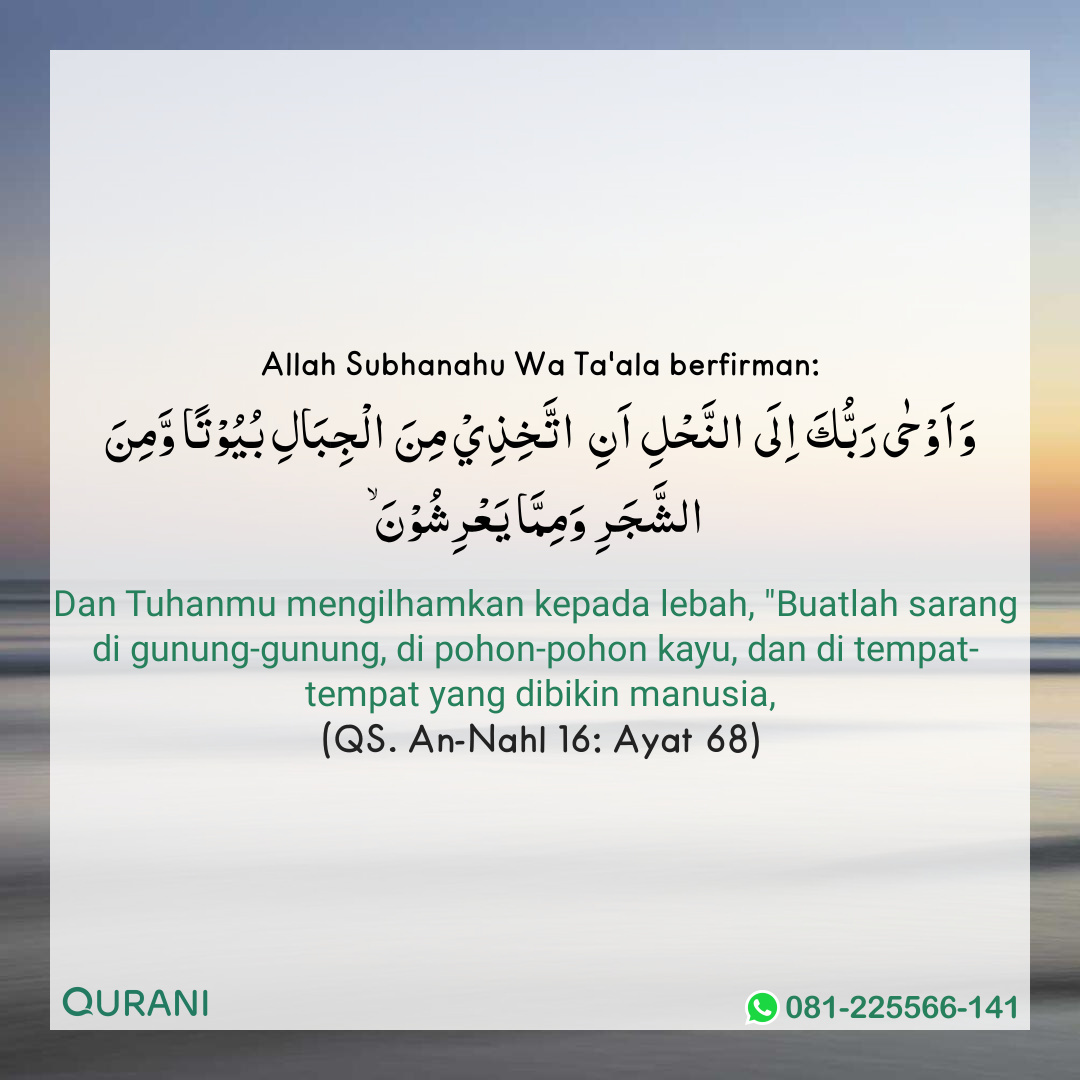 Allah Subhanahu Wa Ta'ala berfirman:
وَاَوْحٰى رَبُّكَ اِلَى النَّحْلِ اَنِ اتَّخِذِيْ مِنَ الْجِبَالِ بُيُوْتًا وَّمِنَ
الشَّجَرِ وَمِمَّا يَعْرِشُوْنَۙ
Dan Tuhanmu mengilhamkan kepada lebah, "Buatlah sarang
di gunung-gunung, di pohon-pohon kayu, dan di tempat-
tempat yang dibikin manusia,
(QS. An-Nahl 16: Ayat 68)
QURANI
081-225566-141